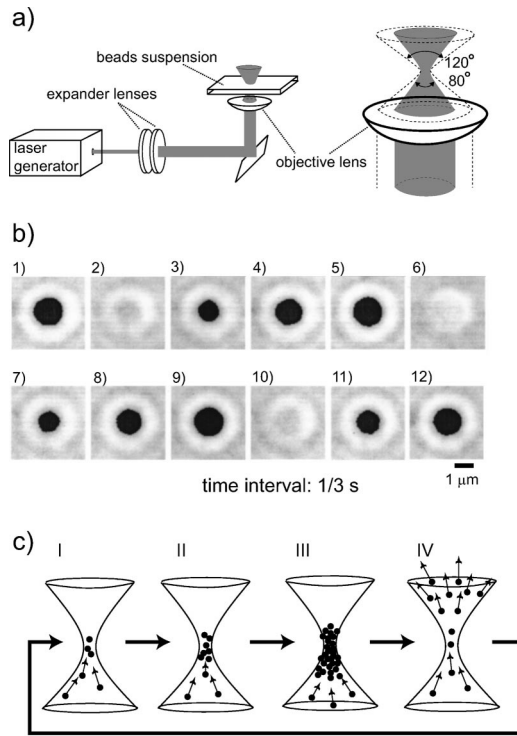 a)
beads suspension
expander lenses
laser
generator
objective lens
120°
80°
b)
1) 2) 3) 4) 5) 6)
7) 8) 9) 10) 11) 12)
time interval: 1/3 s
1 μm
c)
I II III IV